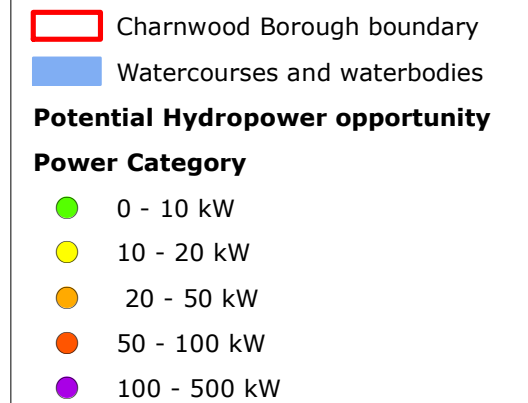 Charnwood Borough boundary
Watercourses and waterbodies
Potential Hydropower opportunity
Power Category
0 - 10 kW
10 - 20 kW
20 - 50 kW
50 - 100 kW
100 - 500 kW